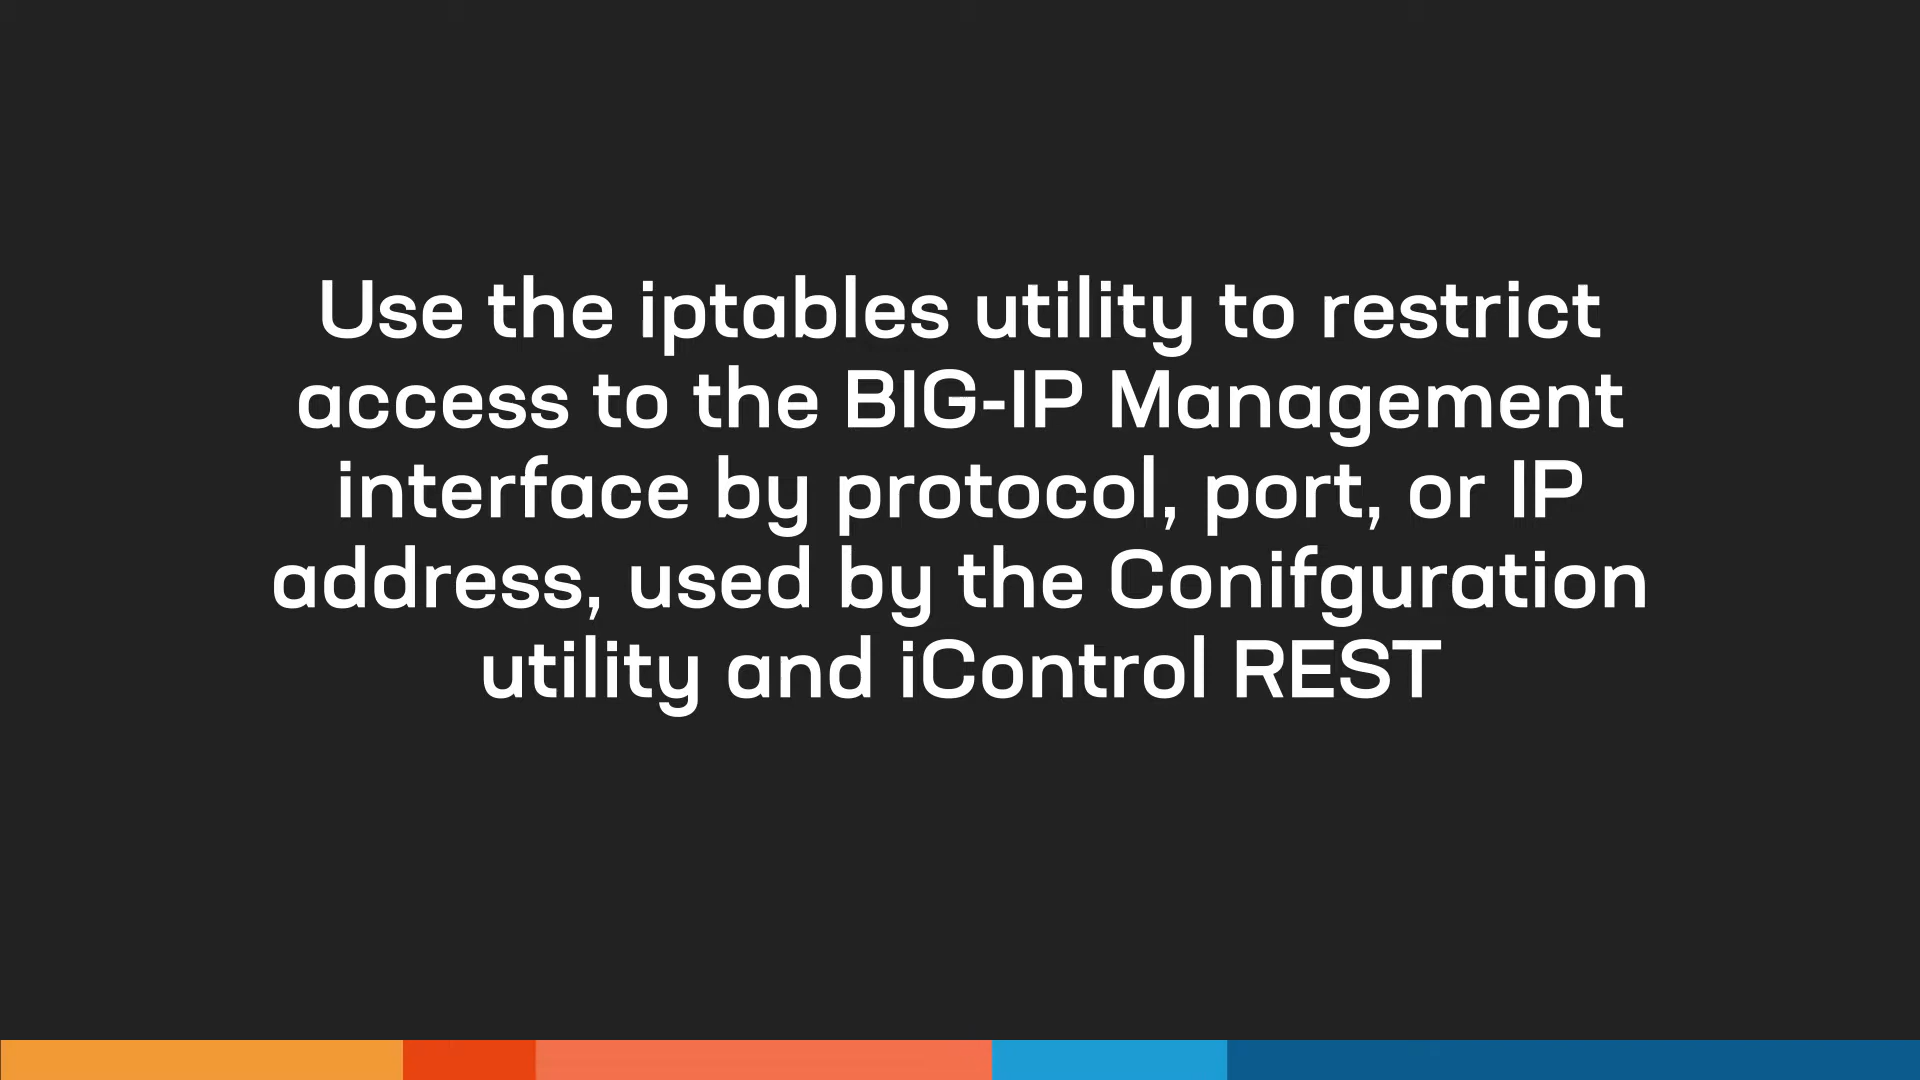 Use the iptables utility to restrict
access to the BIG-IP Management
interface by protocol, port, or IP
address, used by the Conifguration
utility and iControl REST